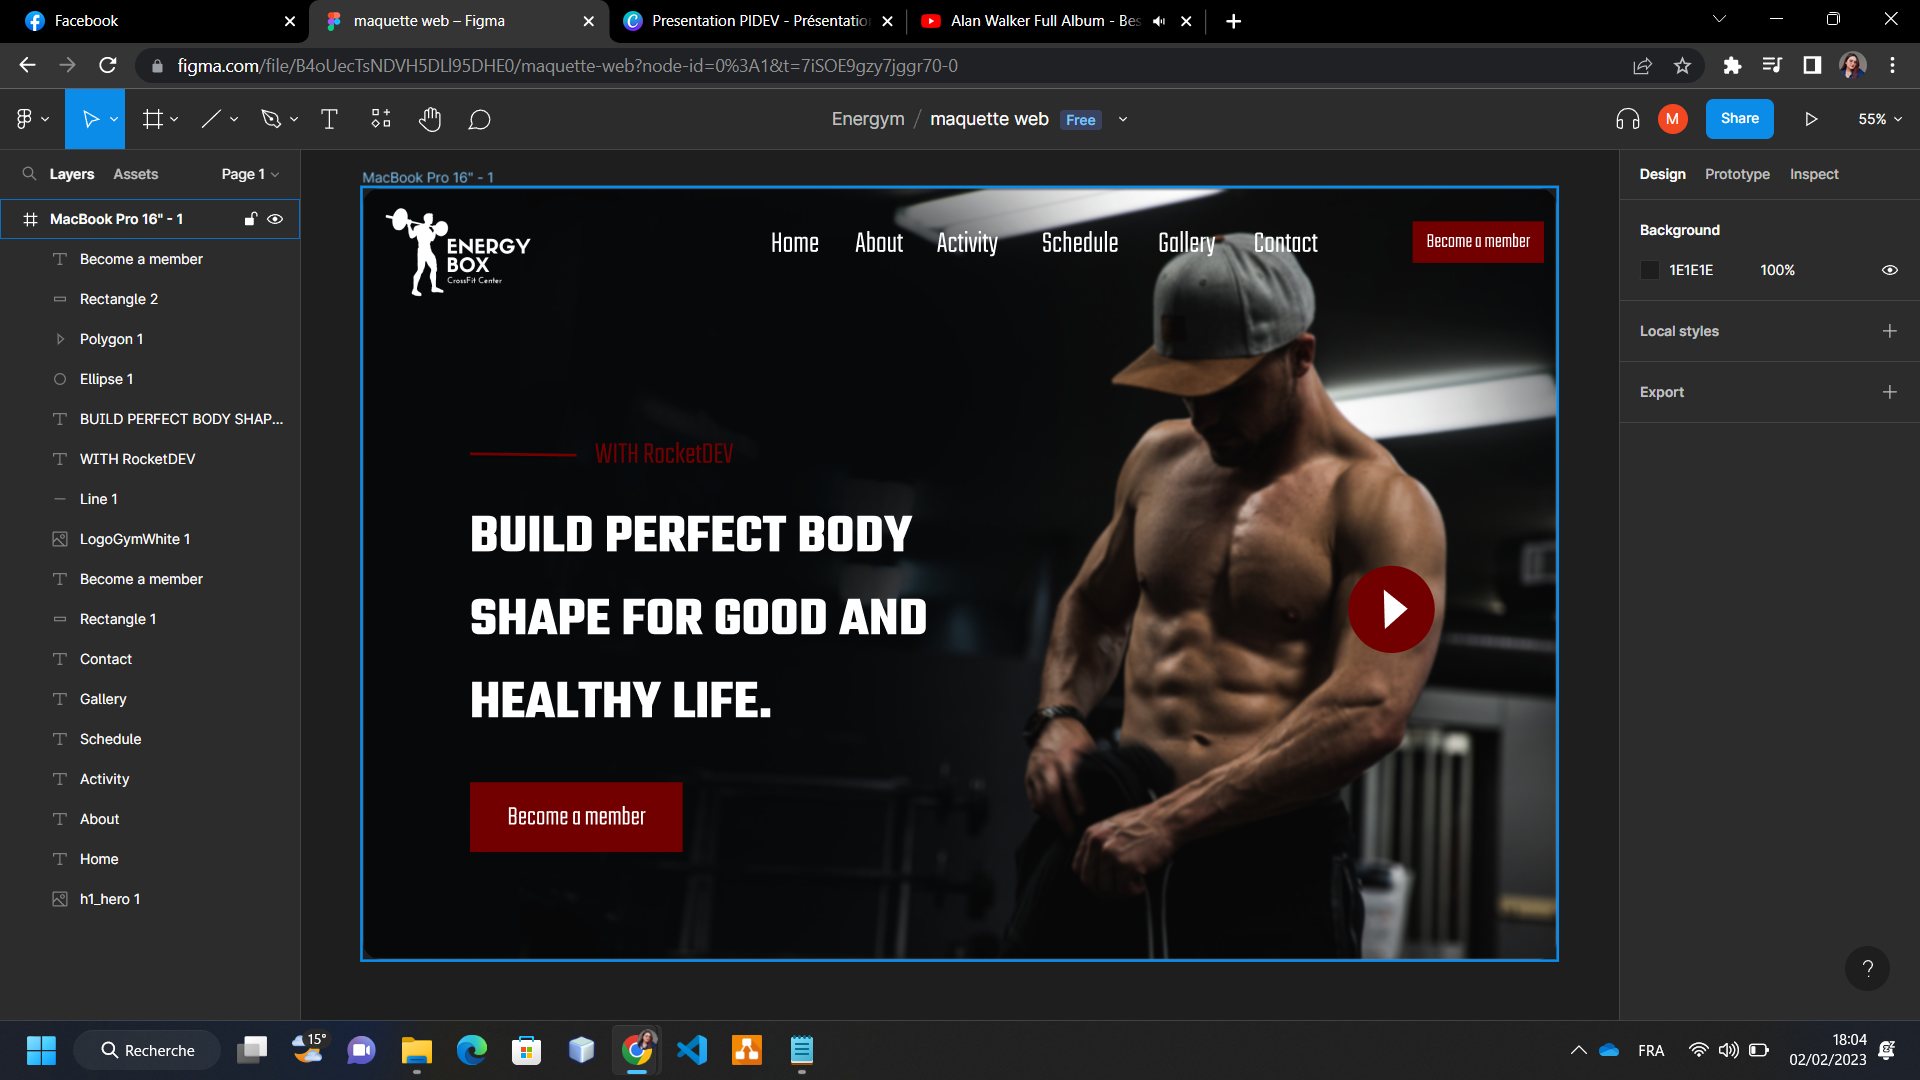 Facebook
maquette web – Figma
Presentation PIDEV - Présentatio
Alan Walker Full Album - Bes
figma.com/file/B4oUecTsNDVH5DLl95DHE0/maquette-web?node-id=0%3A1&t=7iSOE9gzy7jggr70-0
Energym / maquette web Free
M
Share
55%
Layers
Assets
Page 1
MacBook Pro 16" - 1
Become a member
Rectangle 2
Polygon 1
Ellipse 1
BUILD PERFECT BODY SHAP...
WITH RocketDEV
Line 1
LogoGymWhite 1
Become a member
Rectangle 1
Contact
Gallery
Schedule
Activity
About
Home
h1_hero 1
MacBook Pro 16" - 1
ENERGY
BOX
CrossFit Center
Home About Activity Schedule Gallery Contact
Become a member
WITH RocketDEV
BUILD PERFECT BODY
SHAPE FOR GOOD AND
HEALTHY LIFE.
Become a member
Design
Prototype
Inspect
Background
1E1E1E 100%
Local styles
Export
?
Recherche
15°
FRA
18:04
02/02/2023